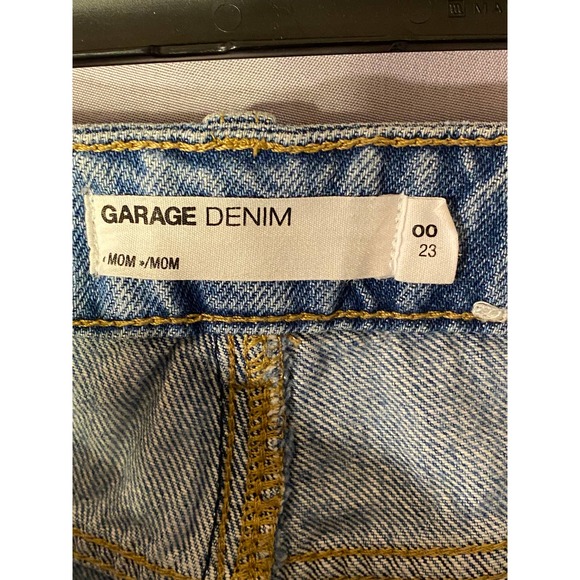 GARAGE DENIM
‹ MOM »/MOM
00
23